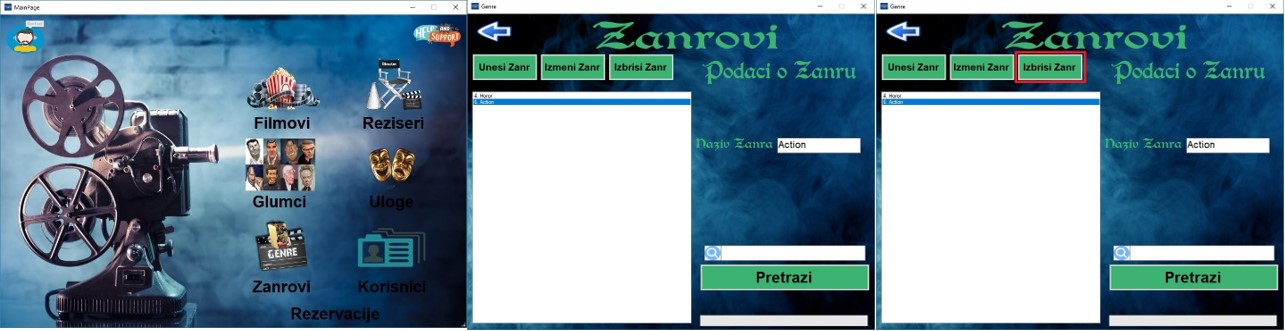 MainPage
HELP AND SUPPORT
Director
Filmovi
Reziseri
Glumci
Uloge
GENRE
Zanrovi
Korisnici
Rezervacije
Genre
Zanrovi
Unesi Zanr
Izmeni Zanr
Izbrisi Zanr
Podaci o Zanru
4. Horor
5. Action
Naziv Zanra
Action
Pretrazi
Genre
Zanrovi
Unesi Zanr
Izmeni Zanr
Izbrisi Zanr
Podaci o Zanru
4. Horor
5. Action
Naziv Zanra
Action
Pretrazi